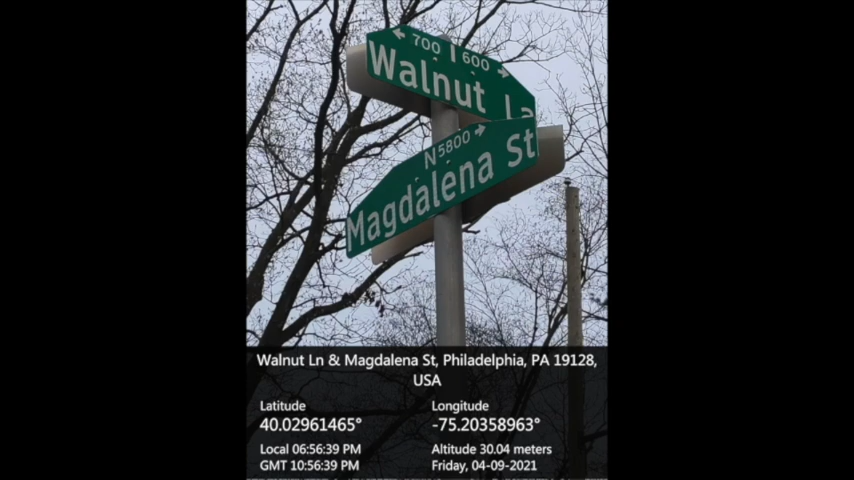 700 600
Walnut La
N5800
Magdalena St
Walnut Ln & Magdalena St, Philadelphia, PA 19128,
USA
Latitude
40.02961465°
Longitude
-75.20358963°
Local 06:56:39 PM
GMT 10:56:39 PM
Altitude 30.04 meters
Friday, 04-09-2021